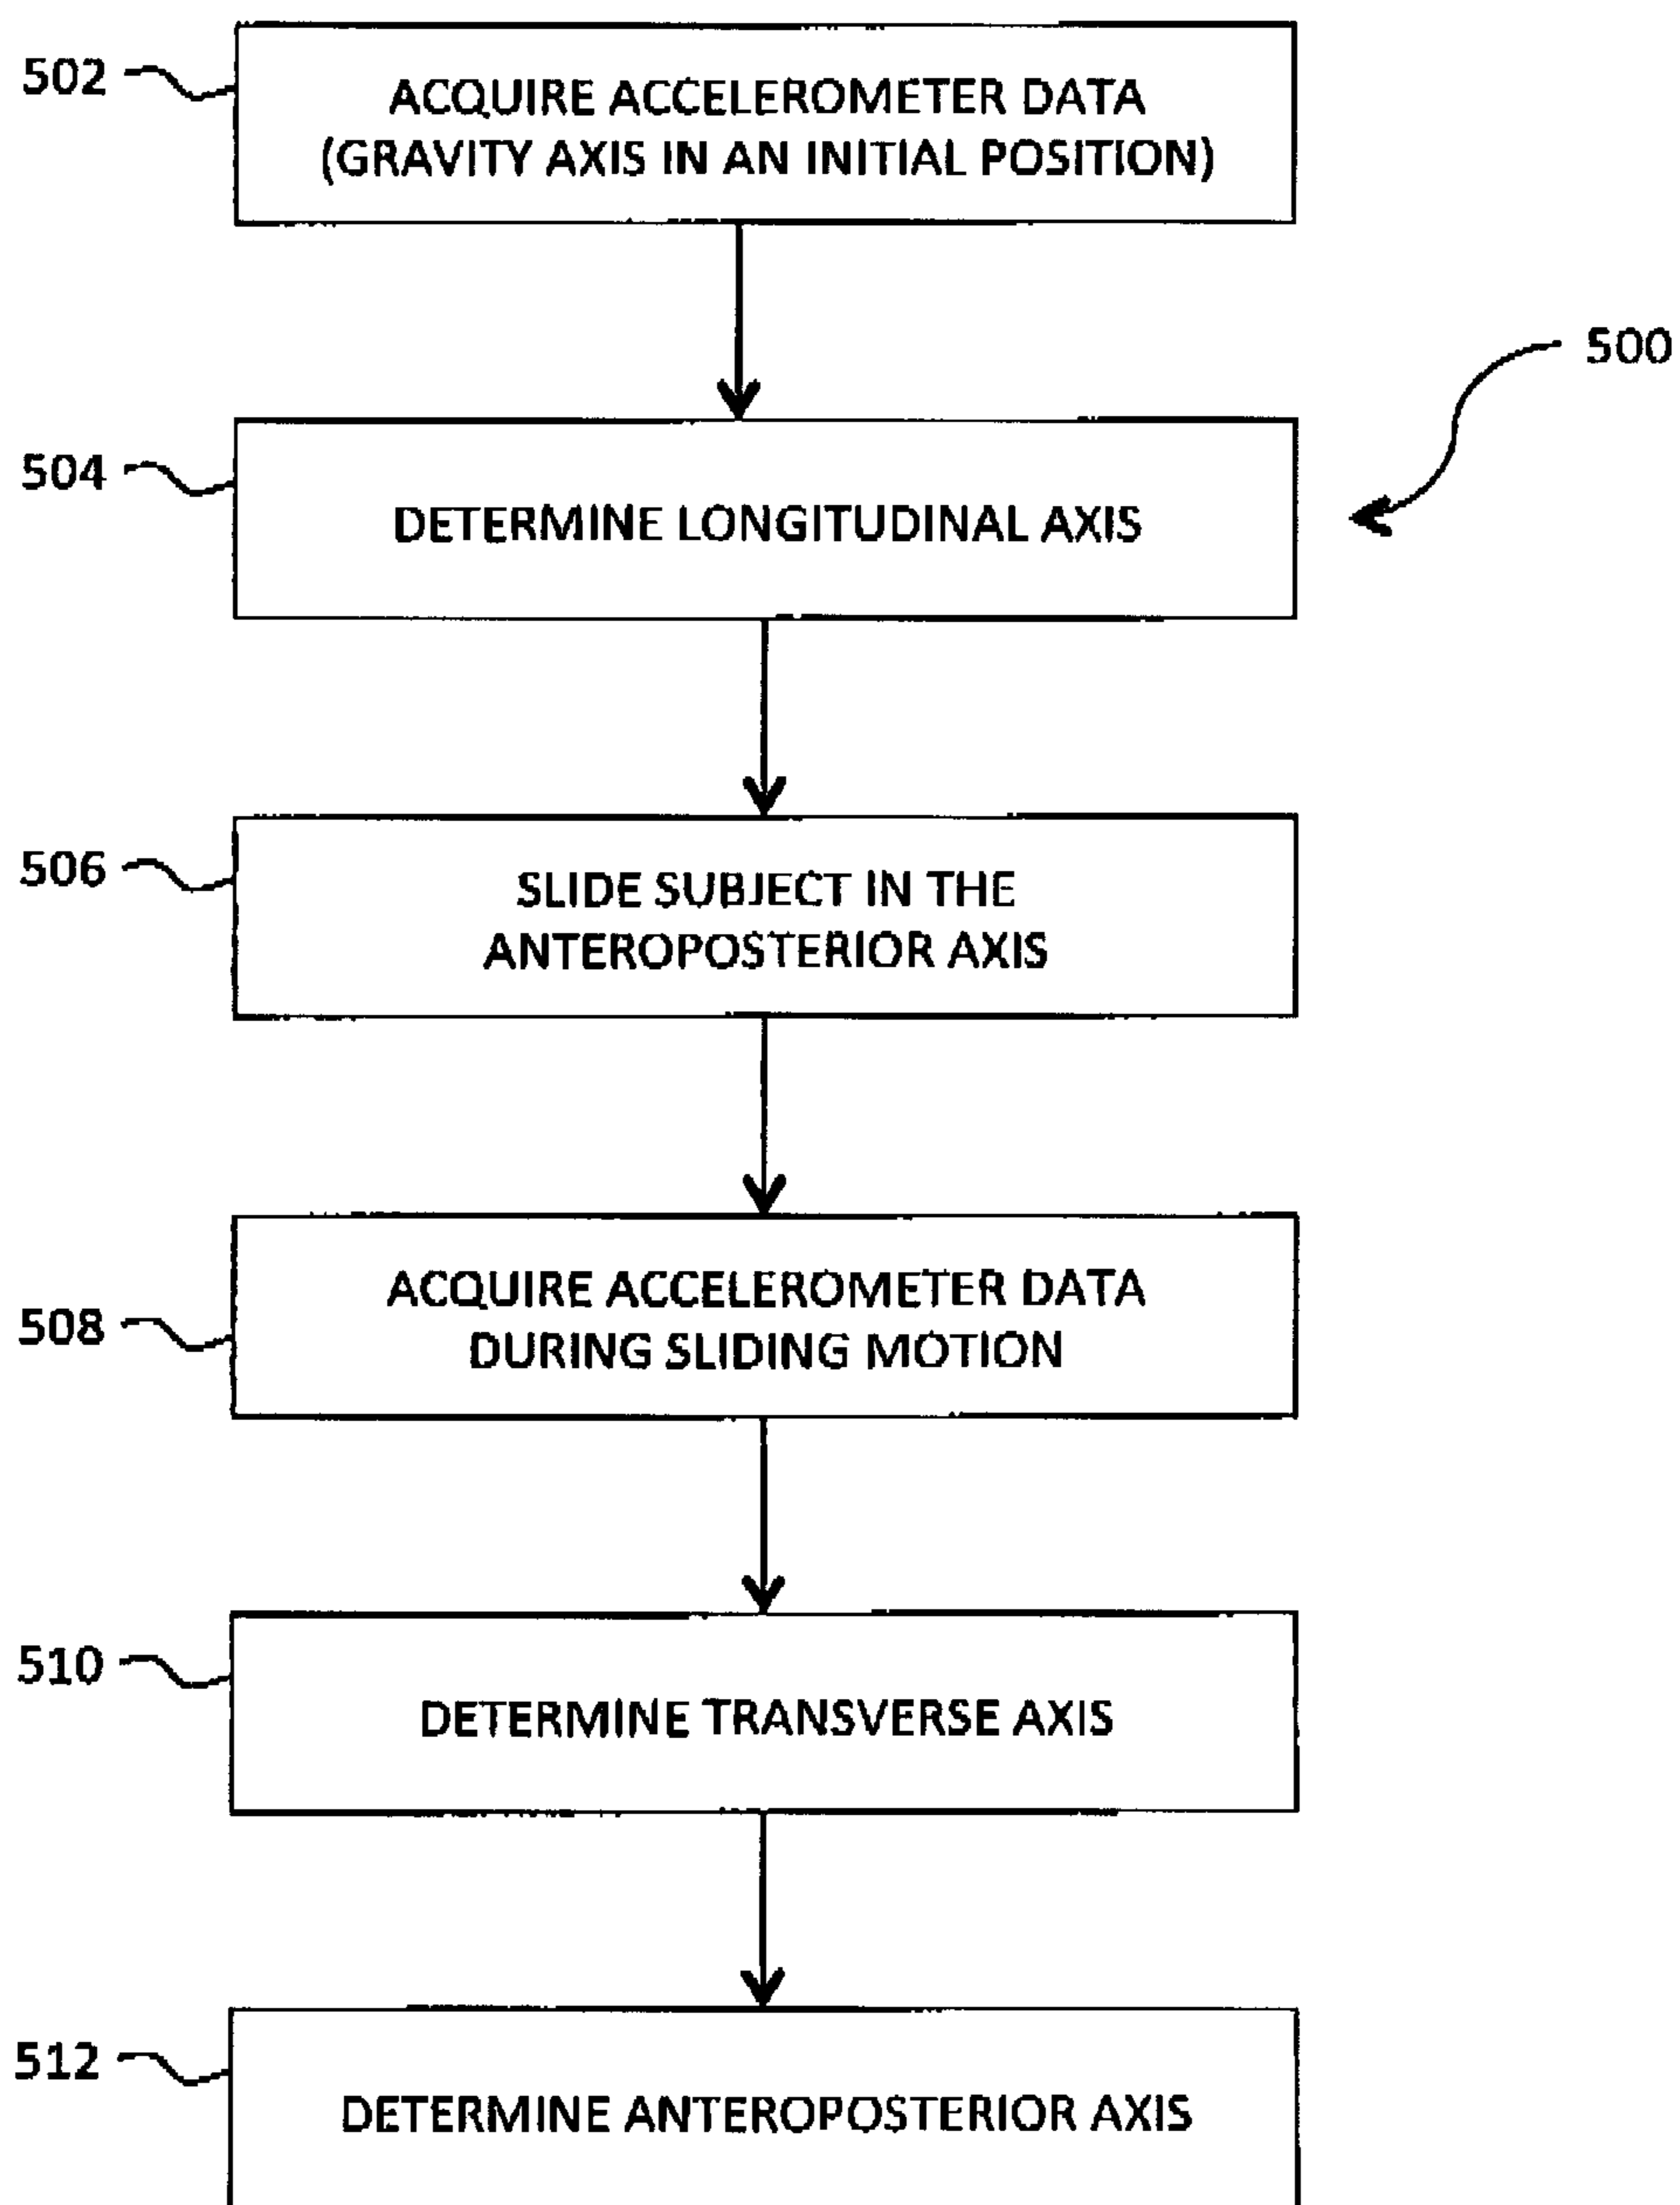 502
ACQUIRE ACCELEROMETER DATA
(GRAVITY AXIS IN AN INITIAL POSITION)
500
504
DETERMINE LONGITUDINAL AXIS
506
SLIDE SUBJECT IN THE
ANTEROPOSTERIOR AXIS
508
ACQUIRE ACCELEROMETER DATA
DURING SLIDING MOTION
510
DETERMINE TRANSVERSE AXIS
512
DETERMINE ANTEROPOSTERIOR AXIS